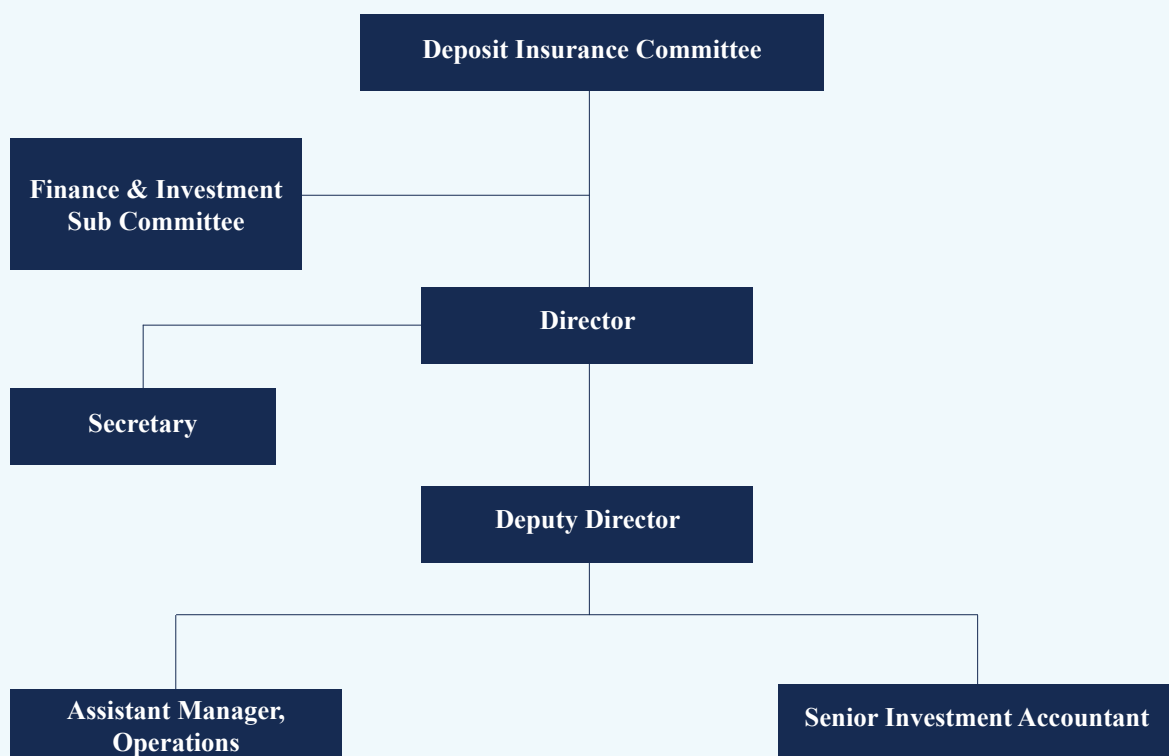 Deposit Insurance Committee
Finance & Investment
Sub Committee
Director
Secretary
Deputy Director
Assistant Manager,
Operations
Senior Investment Accountant